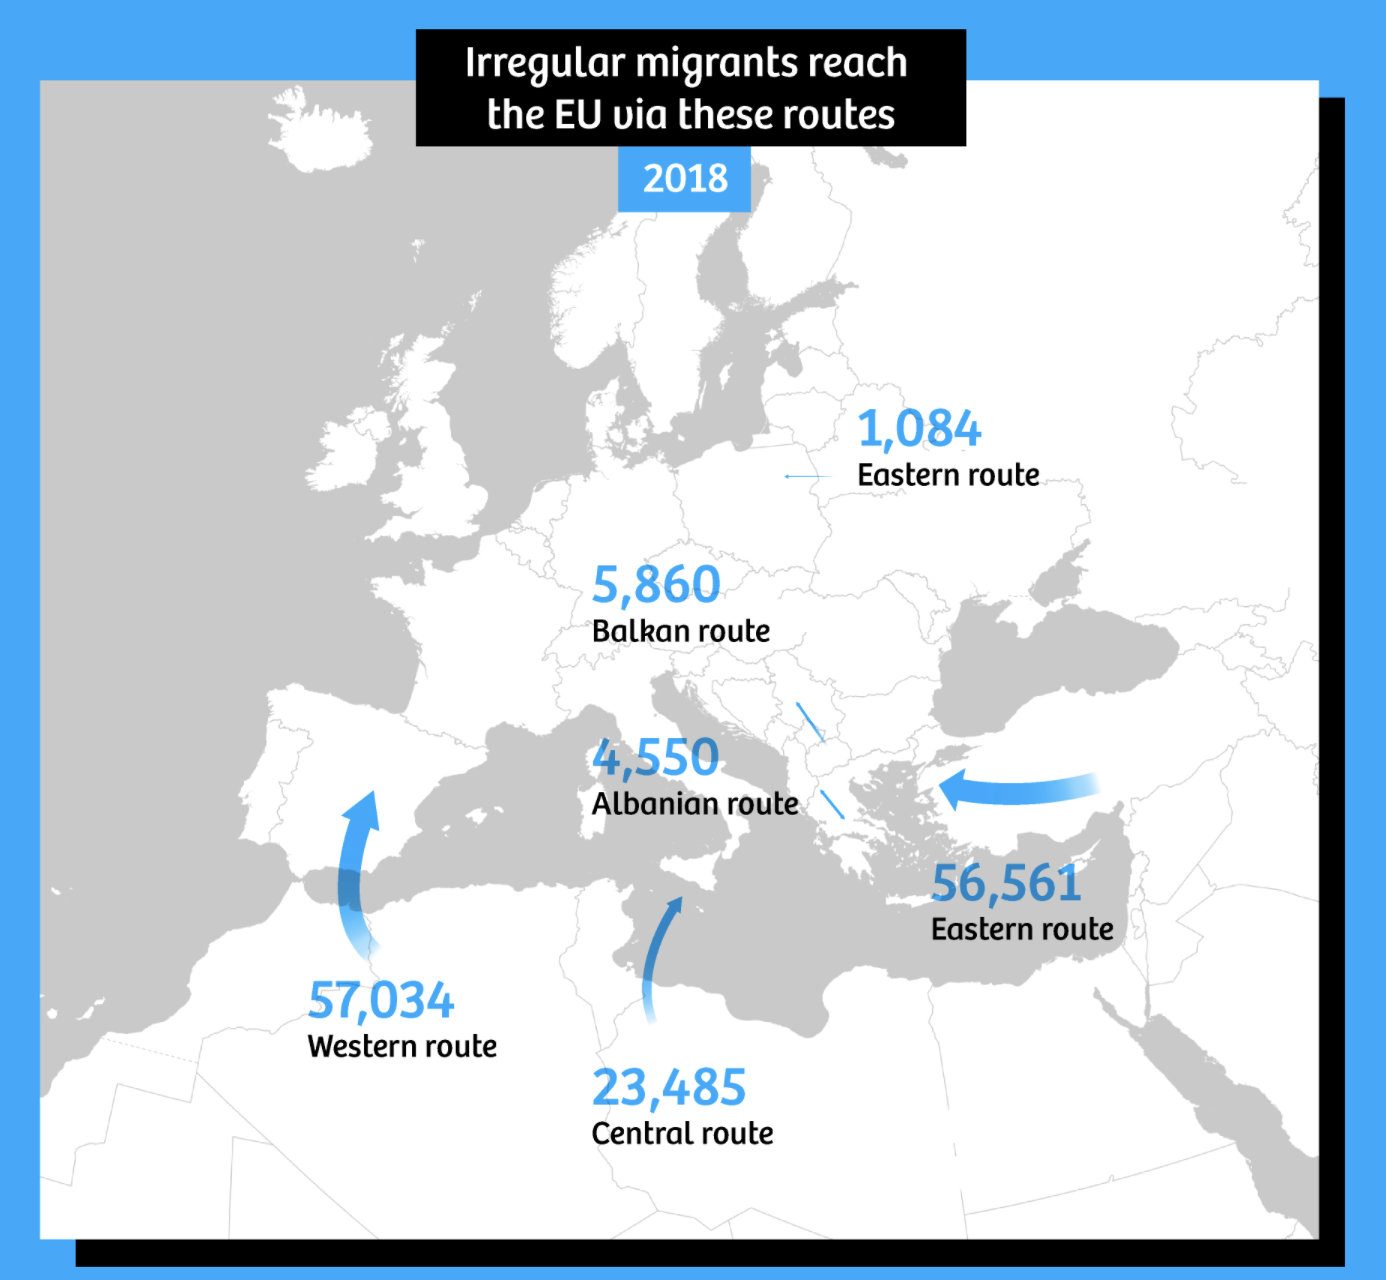 Irregular migrants reach
the EU via these routes
2018
1,084
Eastern route
5,860
Balkan route
4,550
Albanian route
56,561
Eastern route
57,034
Western route
23,485
Central route